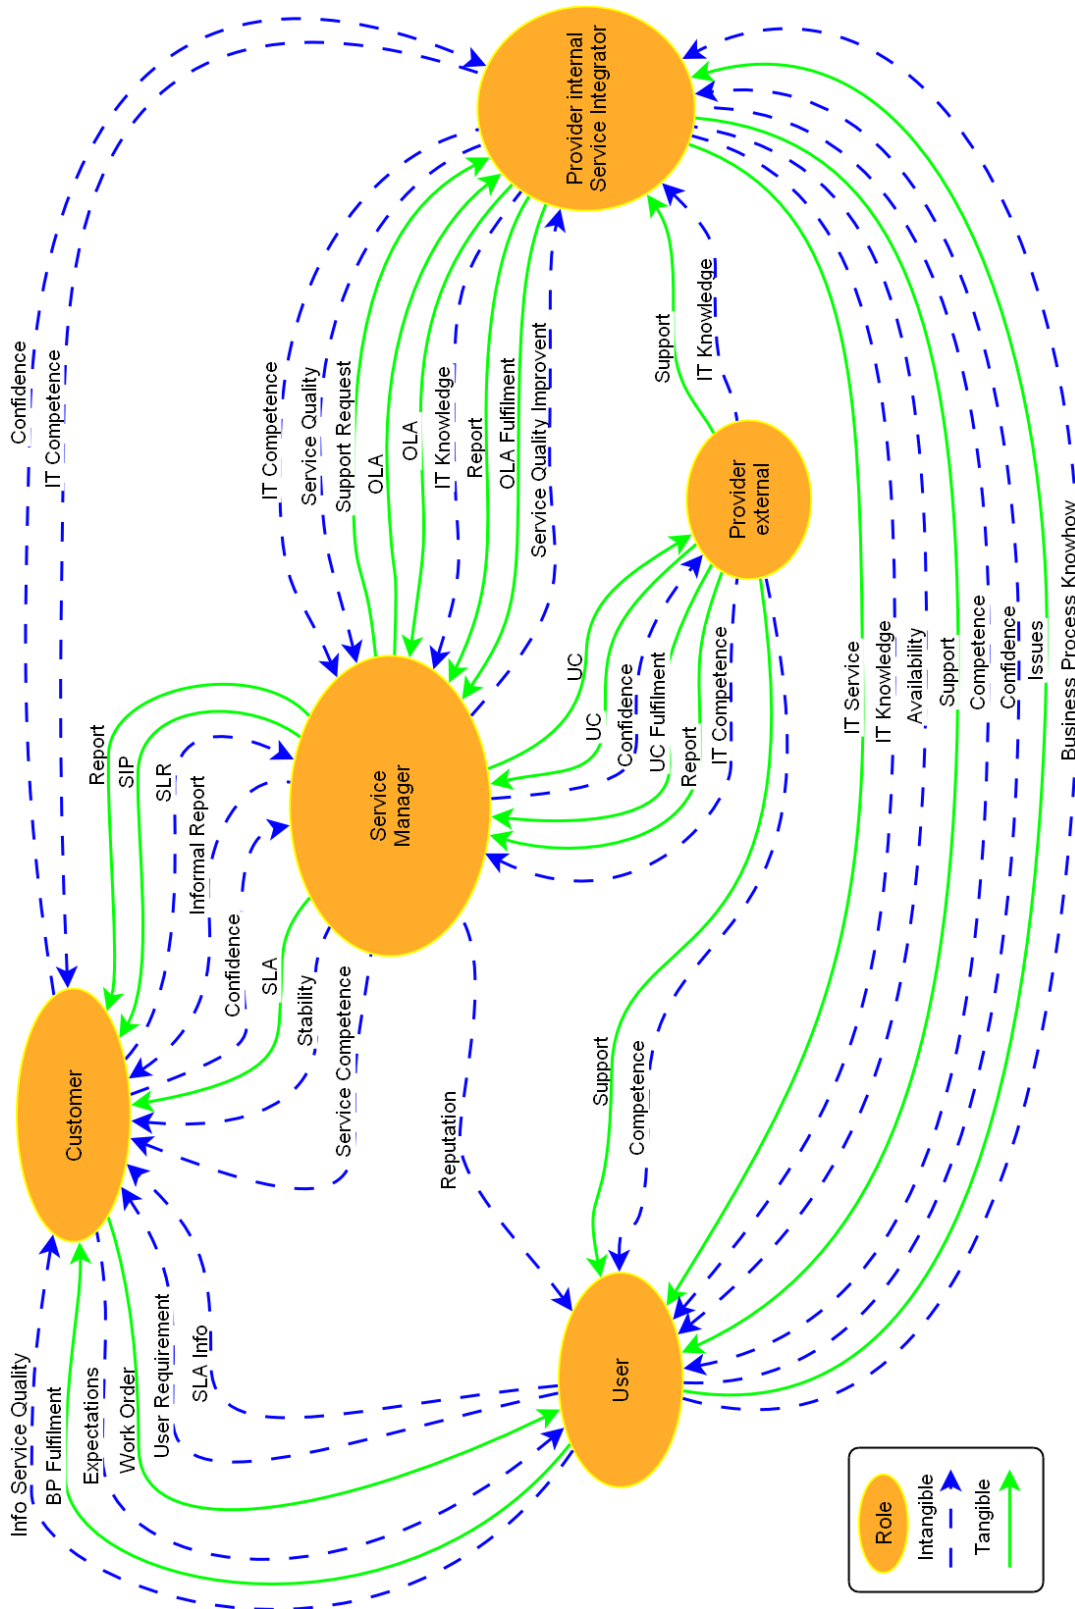 Info Service Quality
BP Fulfilment
Expectations
Work Order
User Requirement
SLA Info
Customer
Confidence
IT Competence
Report
SIP
SLR
Informal Report
Confidence
SLA
Stability
Service Competence
Reputation
Service
Manager
IT Competence
Service Quality
Support Request
OLA
OLA
IT Knowledge
Report
OLA Fulfilment
Service Quality Improvent
Provider internal
Service Integrator
UC
UC
Confidence
UC Fulfilment
Report
IT Competence
Provider
external
Support
IT Knowledge
Support
Competence
User
IT Service
IT Knowledge
Availability
Support
Competence
Confidence
Issues
Business Process Knowhow
Role
Intangible
Tangible